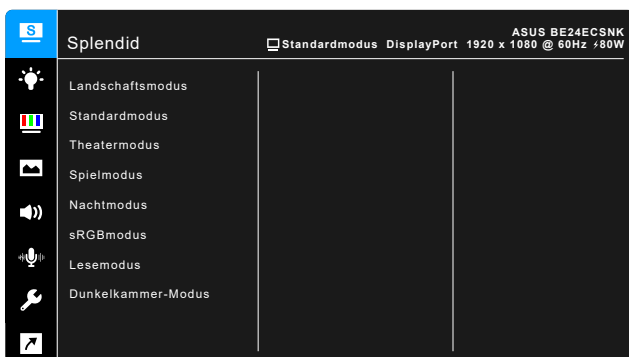 S
Splendid
ASUS BE24ECSNK
Standardmodus DisplayPort 1920 x 1080 @ 60Hz ⚡80W
Landschaftsmodus
Standardmodus
Theatermodus
Spielmodus
Nachtmodus
sRGBmodus
Lesemodus
Dunkelkammer-Modus